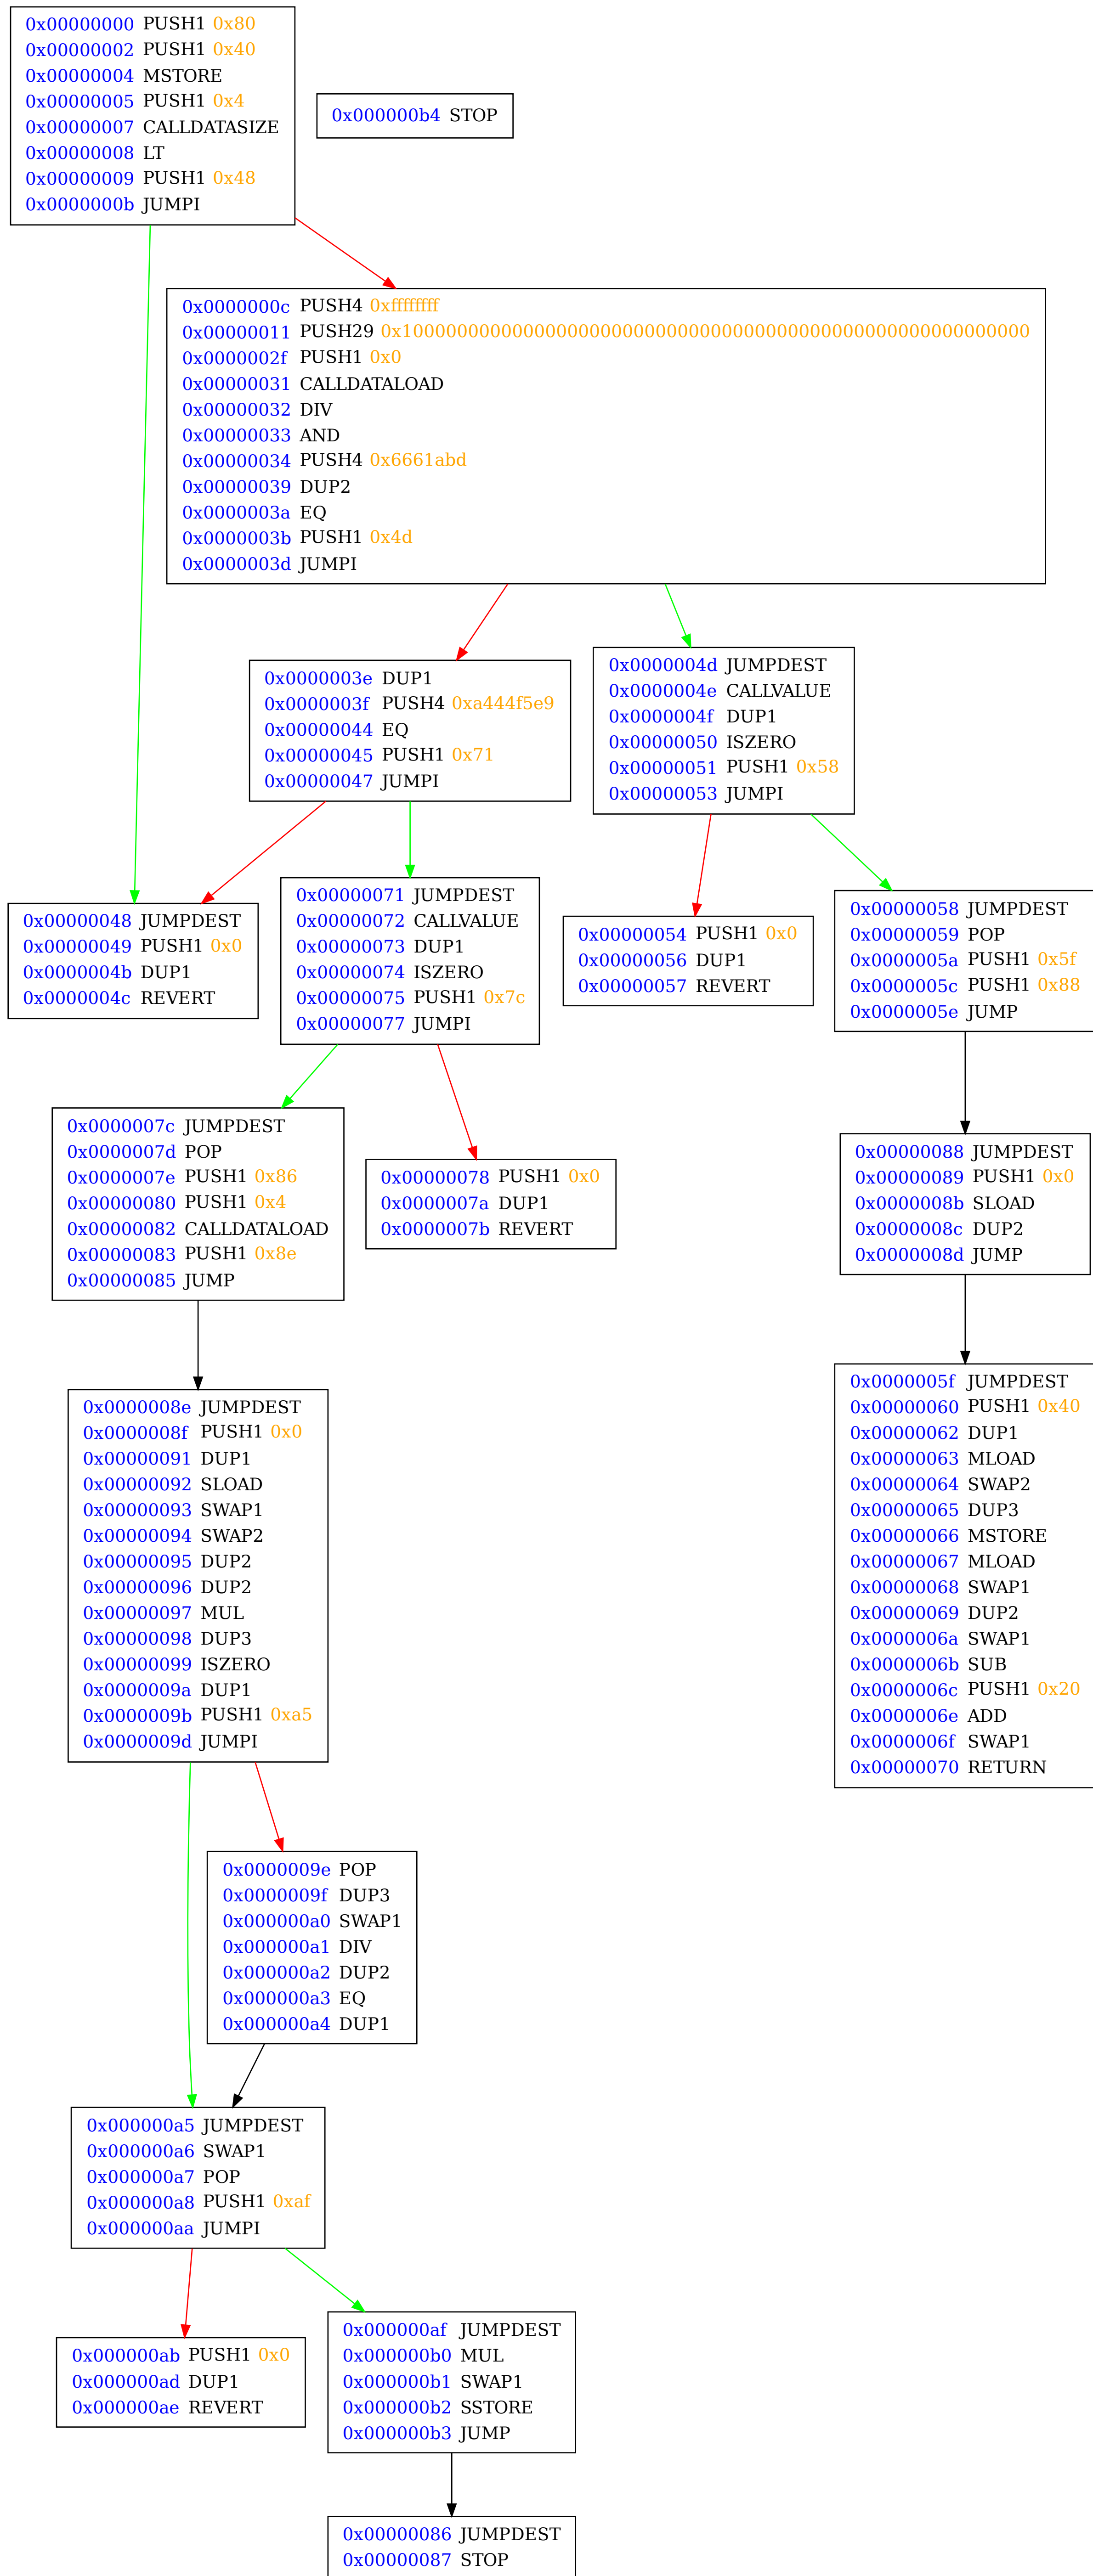 0x00000000 PUSH1 0x80
0x00000002 PUSH1 0x40
0x00000004 MSTORE
0x00000005 PUSH1 0x4
0x00000007 CALLDATASIZE
0x00000008 LT
0x00000009 PUSH1 0x48
0x0000000b JUMPI
0x000000b4 STOP
0x0000000c PUSH4 0xffffffff
0x00000011 PUSH29 0x100000000000000000000000000000000000000000000000000000000
0x0000002f PUSH1 0x0
0x00000031 CALLDATALOAD
0x00000032 DIV
0x00000033 AND
0x00000034 PUSH4 0x6661abd
0x00000039 DUP2
0x0000003a EQ
0x0000003b PUSH1 0x4d
0x0000003d JUMPI
0x0000003e DUP1
0x0000003f PUSH4 0xa444f5e9
0x00000044 EQ
0x00000045 PUSH1 0x71
0x00000047 JUMPI
0x0000004d JUMPDEST
0x0000004e CALLVALUE
0x0000004f DUP1
0x00000050 ISZERO
0x00000051 PUSH1 0x58
0x00000053 JUMPI
0x00000048 JUMPDEST
0x00000049 PUSH1 0x0
0x0000004b DUP1
0x0000004c REVERT
0x00000071 JUMPDEST
0x00000072 CALLVALUE
0x00000073 DUP1
0x00000074 ISZERO
0x00000075 PUSH1 0x7c
0x00000077 JUMPI
0x00000054 PUSH1 0x0
0x00000056 DUP1
0x00000057 REVERT
0x00000058 JUMPDEST
0x00000059 POP
0x0000005a PUSH1 0x5f
0x0000005c PUSH1 0x88
0x0000005e JUMP
0x0000007c JUMPDEST
0x0000007d POP
0x0000007e PUSH1 0x86
0x00000080 PUSH1 0x4
0x00000082 CALLDATALOAD
0x00000083 PUSH1 0x8e
0x00000085 JUMP
0x00000078 PUSH1 0x0
0x0000007a DUP1
0x0000007b REVERT
0x00000088 JUMPDEST
0x00000089 PUSH1 0x0
0x0000008b SLOAD
0x0000008c DUP2
0x0000008d JUMP
0x0000008e JUMPDEST
0x0000008f PUSH1 0x0
0x00000091 DUP1
0x00000092 SLOAD
0x00000093 SWAP1
0x00000094 SWAP2
0x00000095 DUP2
0x00000096 DUP2
0x00000097 MUL
0x00000098 DUP3
0x00000099 ISZERO
0x0000009a DUP1
0x0000009b PUSH1 0xa5
0x0000009d JUMPI
0x0000005f JUMPDEST
0x00000060 PUSH1 0x40
0x00000062 DUP1
0x00000063 MLOAD
0x00000064 SWAP2
0x00000065 DUP3
0x00000066 MSTORE
0x00000067 MLOAD
0x00000068 SWAP1
0x00000069 DUP2
0x0000006a SWAP1
0x0000006b SUB
0x0000006c PUSH1 0x20
0x0000006e ADD
0x0000006f SWAP1
0x00000070 RETURN
0x0000009e POP
0x0000009f DUP3
0x000000a0 SWAP1
0x000000a1 DIV
0x000000a2 DUP2
0x000000a3 EQ
0x000000a4 DUP1
0x000000a5 JUMPDEST
0x000000a6 SWAP1
0x000000a7 POP
0x000000a8 PUSH1 0xaf
0x000000aa JUMPI
0x000000ab PUSH1 0x0
0x000000ad DUP1
0x000000ae REVERT
0x000000af JUMPDEST
0x000000b0 MUL
0x000000b1 SWAP1
0x000000b2 SSTORE
0x000000b3 JUMP
0x00000086 JUMPDEST
0x00000087 STOP